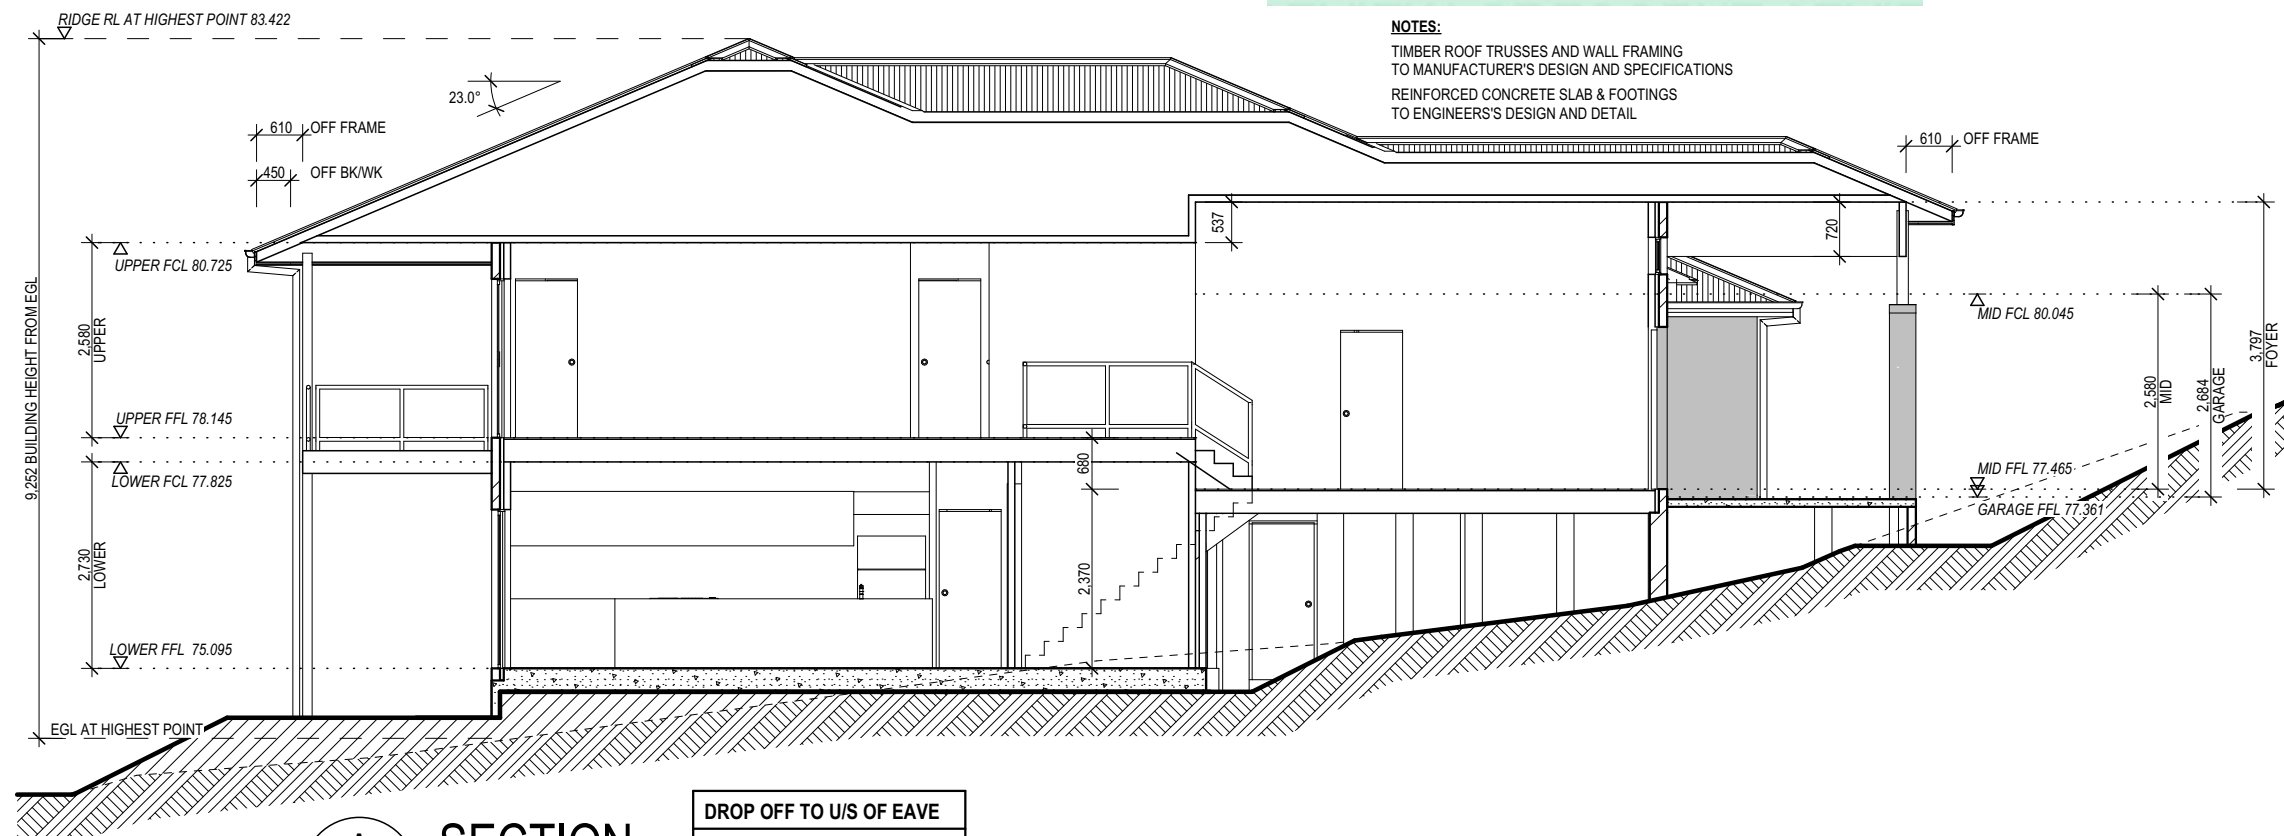 RIDGE RL AT HIGHEST POINT 83.422
NOTES:
TIMBER ROOF TRUSSES AND WALL FRAMING
TO MANUFACTURER'S DESIGN AND SPECIFICATIONS
REINFORCED CONCRETE SLAB & FOOTINGS
TO ENGINEERS'S DESIGN AND DETAIL
23.0°
610 OFF FRAME
450 OFF BK/WK
610 OFF FRAME
537
720
UPPER FCL 80.725
9,252 BUILDING HEIGHT FROM EGL
2,580
UPPER
MID FCL 80.045
3,797
FOYER
2,580
MID
2,684
GARAGE
UPPER FFL 78.145
LOWER FCL 77.825
680
MID FFL 77.465
GARAGE FFL 77.361
2,730
LOWER
2,370
LOWER FFL 75.095
EGL AT HIGHEST POINT
SECTION
DROP OFF TO U/S OF EAVE